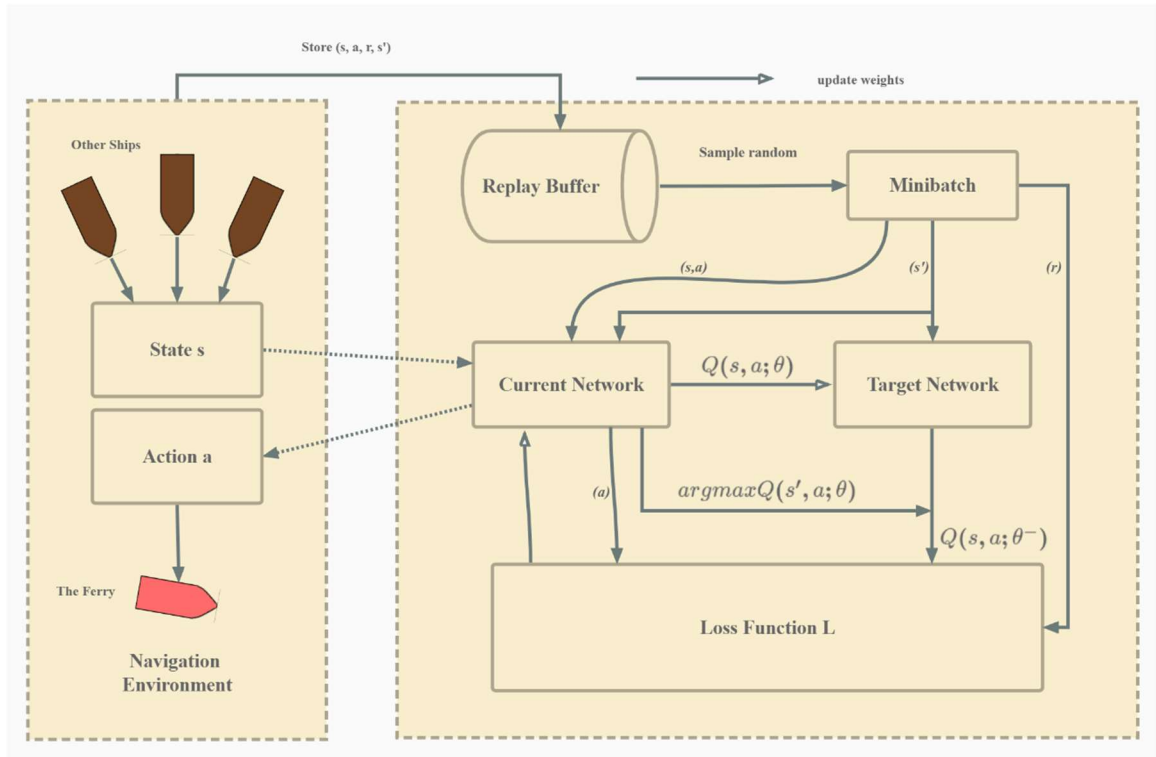 Store (s, a, r, s')
update weights
Other Ships
Replay Buffer
Sample random
Minibatch
(s,a)
(s')
(r)
State s
Current Network
Q(s, a; θ)
Target Network
Action a
(a)
argmaxQ(s′, a; θ)
Q(s, a; θ⁻)
The Ferry
Loss Function L
Navigation
Environment